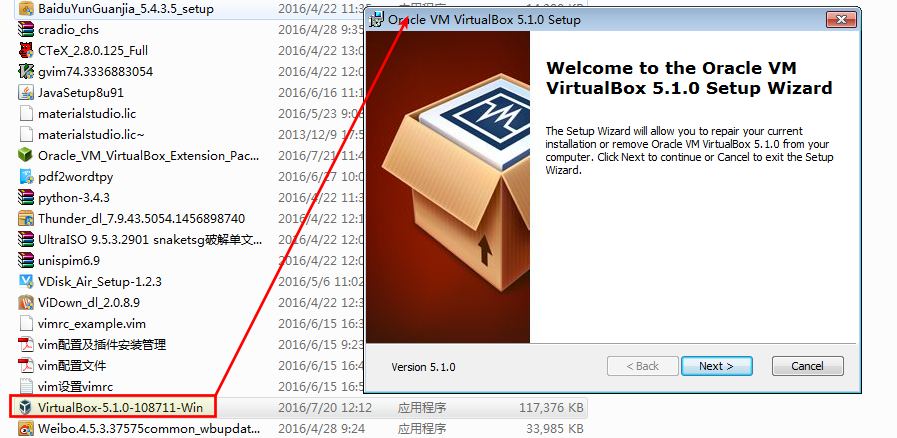 BaiduYunGuanjia_5.4.3.5_setup 2016/4/22 11:35
cradio_chs 2016/4/28 9:35
CTeX_2.8.0.125_Full 2016/4/22
gvim74.3336883054 2016/4/22 12:0
JavaSetup8u91 2016/6/16 11:1
materialstudio.lic 2016/5/23 9:0
materialstudio.lic~ 2013/12/9 17:5
Oracle_VM_VirtualBox_Extension_Pac... 2016/7/21 11:4
pdf2wordtpy 2016/6/27
python-3.4.3 2016/4/22 11:3
Thunder_dl_7.9.43.5054.1456898740 2016/4/22 12:1
UltraISO 9.5.3.2901 snaketsg破解单文... 2016/4/22 12:0
unispim6.9 2016/4/22 12:0
VDisk_Air_Setup-1.2.3 2016/5/6 11:02
ViDown_dl_2.0.8.9 2016/4/22 12:3
vimrc_example.vim 2016/6/15 16:3
vim配置及插件安装管理 2016/6/15 9:23
vim配置文件 2016/6/15 16:4
vim设置vimrc 2016/6/15 16:5
VirtualBox-5.1.0-108711-Win 2016/7/20 12:12 应用程序 117,376 KB
Weibo.4.5.3.37575common_wbupdat... 2016/4/28 9:24 应用程序 33,985 KB
Oracle VM VirtualBox 5.1.0 Setup
Welcome to the Oracle VM
VirtualBox 5.1.0 Setup Wizard
The Setup Wizard will allow you to repair your current
installation or remove Oracle VM VirtualBox 5.1.0 from your
computer. Click Next to continue or Cancel to exit the Setup
Wizard.
Version 5.1.0
< Back
Next >
Cancel